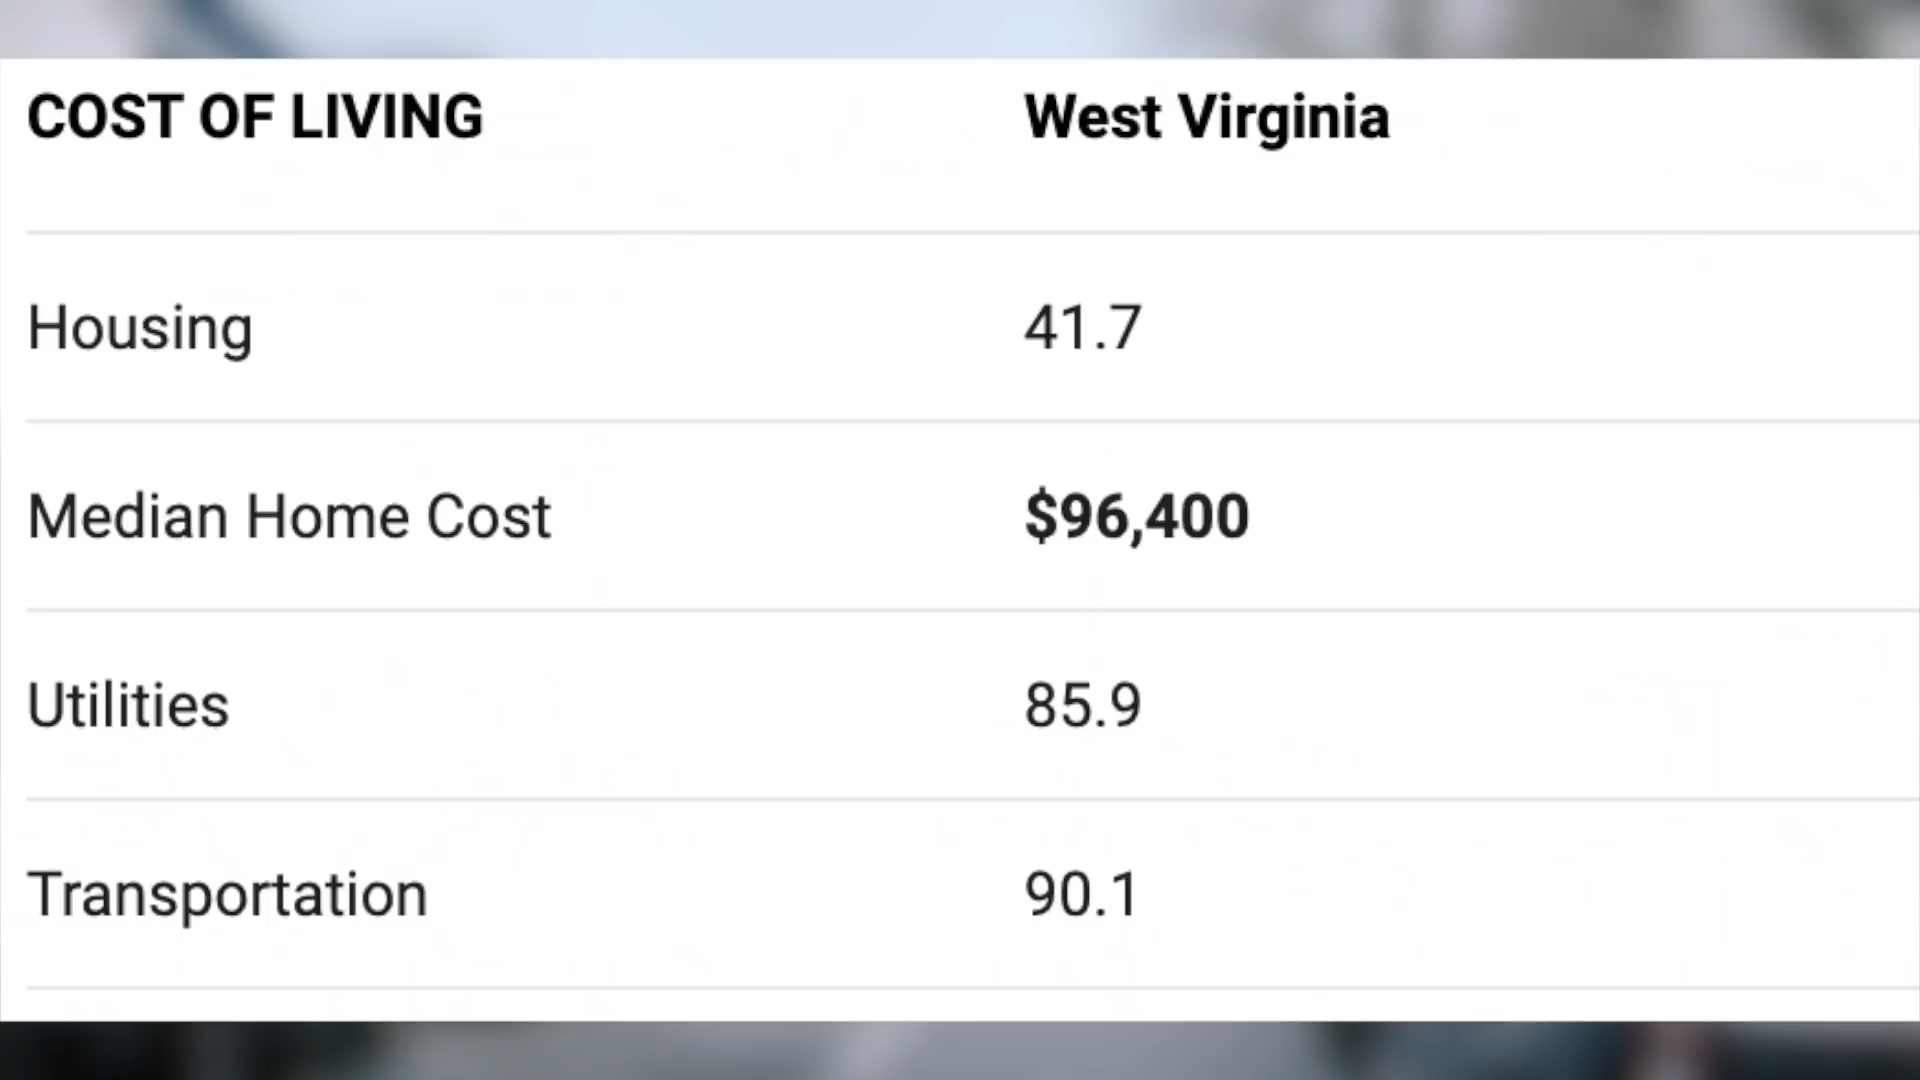 COST OF LIVING West Virginia
Housing 41.7
Median Home Cost $96,400
Utilities 85.9
Transportation 90.1